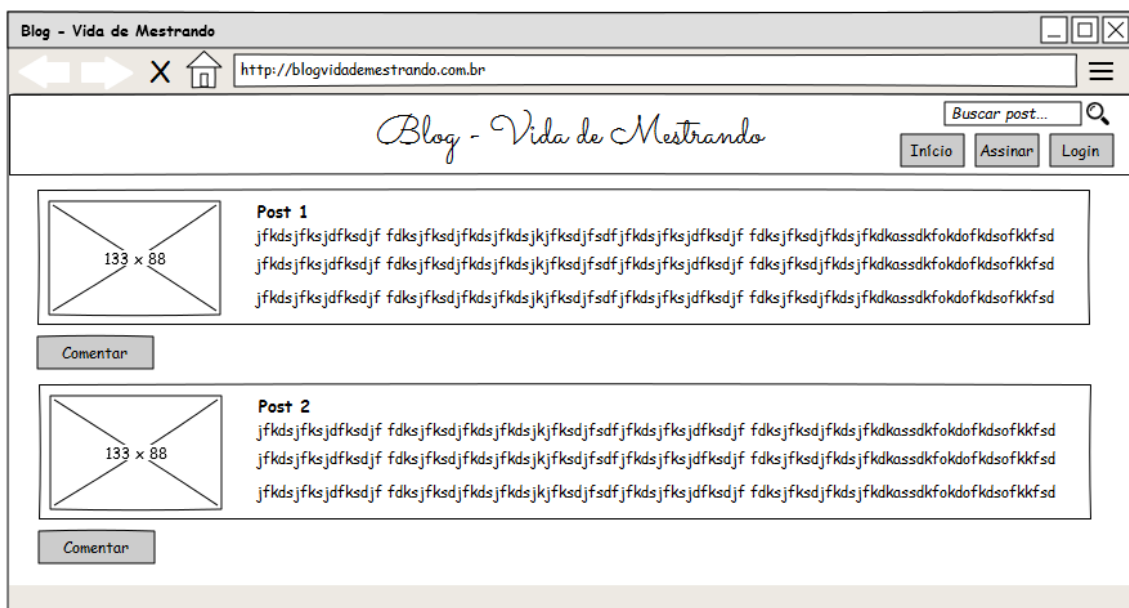 Blog - Vida de Mestrando
http://blogvidademestrando.com.br
Blog - Vida de Mestrando
Buscar post...
Início Assinar Login
133 x 88
Post 1
jfkdsjfksjdfksdjf fdksjfksdjfkdsjfkdsjkjfksdjfsdfjfkdsjfksjdfksdjf fdksjfksdjfkdsjfkdkassdkfokdofkdsofkkfsd
jfkdsjfksjdfksdjf fdksjfksdjfkdsjfkdsjkjfksdjfsdfjfkdsjfksjdfksdjf fdksjfksdjfkdsjfkdkassdkfokdofkdsofkkfsd
jfkdsjfksjdfksdjf fdksjfksdjfkdsjfkdsjkjfksdjfsdfjfkdsjfksjdfksdjf fdksjfksdjfkdsjfkdkassdkfokdofkdsofkkfsd
Comentar
133 x 88
Post 2
jfkdsjfksjdfksdjf fdksjfksdjfkdsjfkdsjkjfksdjfsdfjfkdsjfksjdfksdjf fdksjfksdjfkdsjfkdkassdkfokdofkdsofkkfsd
jfkdsjfksjdfksdjf fdksjfksdjfkdsjfkdsjkjfksdjfsdfjfkdsjfksjdfksdjf fdksjfksdjfkdsjfkdkassdkfokdofkdsofkkfsd
jfkdsjfksjdfksdjf fdksjfksdjfkdsjfkdsjkjfksdjfsdfjfkdsjfksjdfksdjf fdksjfksdjfkdsjfkdkassdkfokdofkdsofkkfsd
Comentar